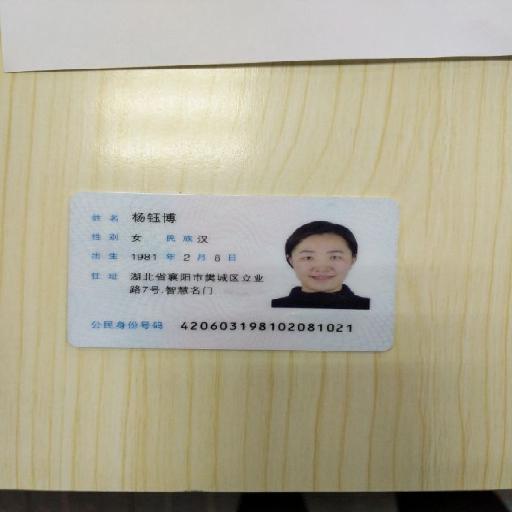 姓名 杨钰博
性别 女 民族 汉
出生 1981 年 2 月 8 日
住址 湖北省襄阳市樊城区立业
路7号.智慧名门
公民身份号码 420603198102081021